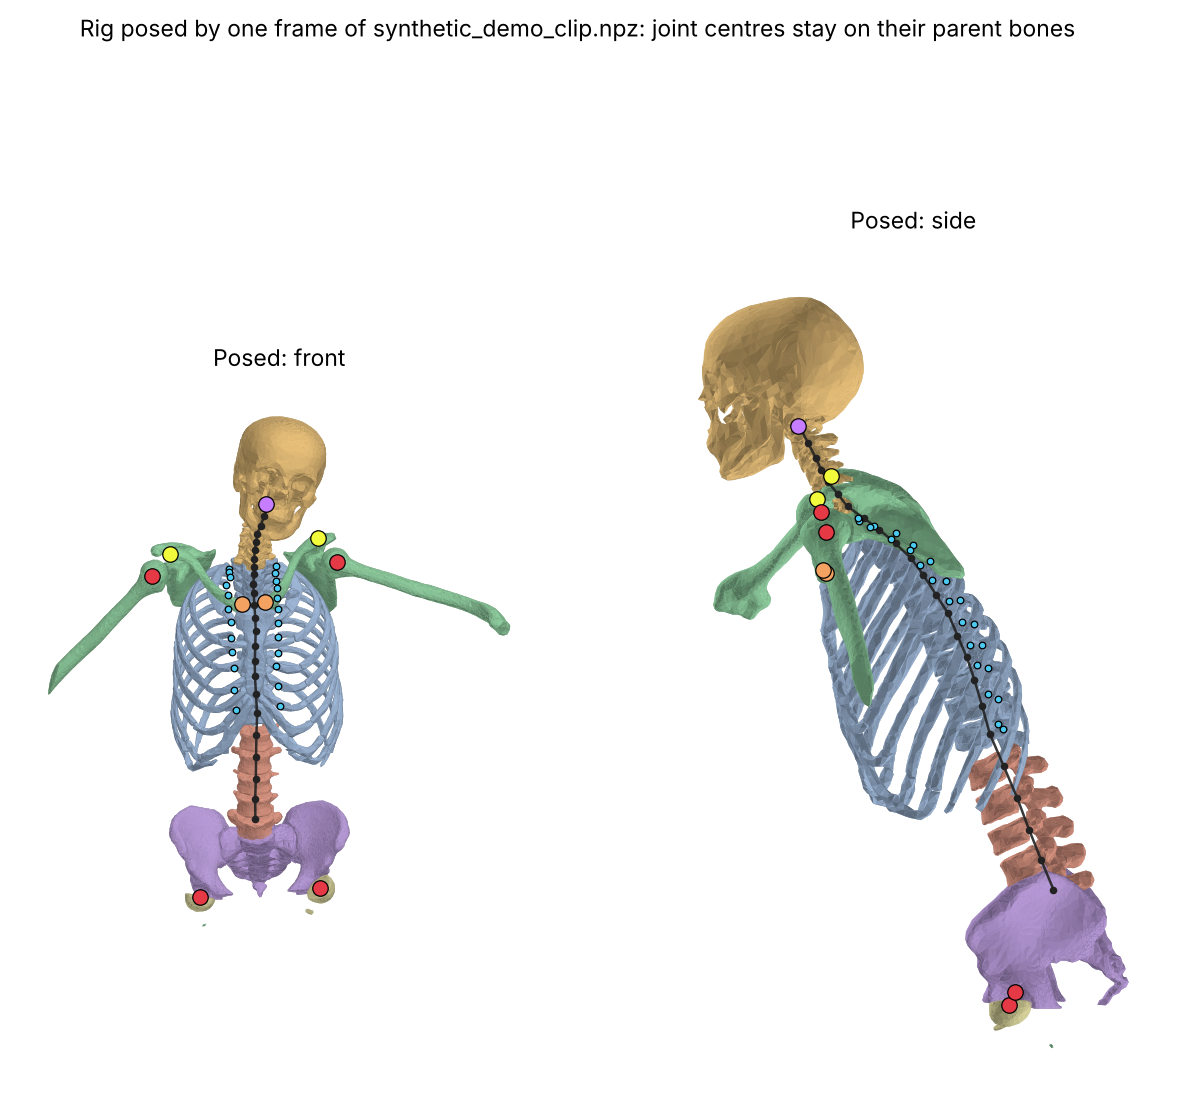 Rig posed by one frame of synthetic_demo_clip.npz: joint centres stay on their parent bones
Posed: side
Posed: front